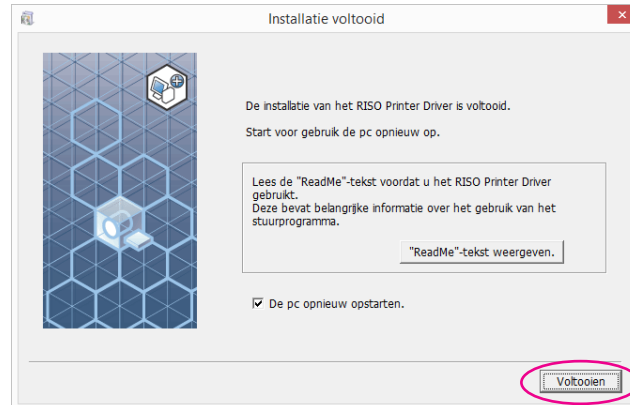 Installatie voltooid
De installatie van het RISO Printer Driver is voltooid.
Start voor gebruik de pc opnieuw op.
Lees de "ReadMe"-tekst voordat u het RISO Printer Driver
gebruikt.
Deze bevat belangrijke informatie over het gebruik van het
stuurprogramma.
"ReadMe"-tekst weergeven.
De pc opnieuw opstarten.
Voltooien